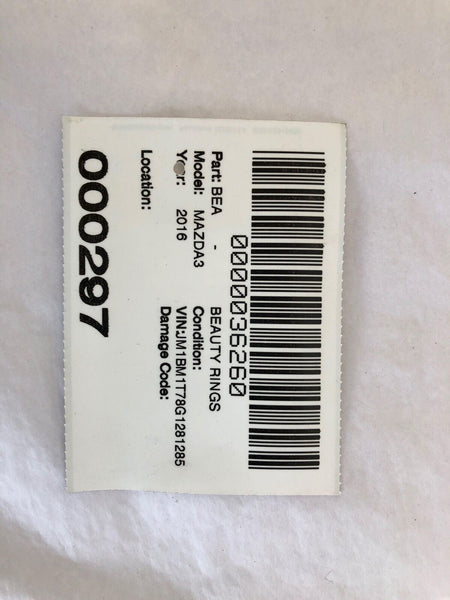 0000036260
Part: BEA - BEAUTY RINGS
Model: MAZDA3 Condition:
Year: 2016 VIN:JM1BM1T78G1281285
Damage Code:
Location:
000297